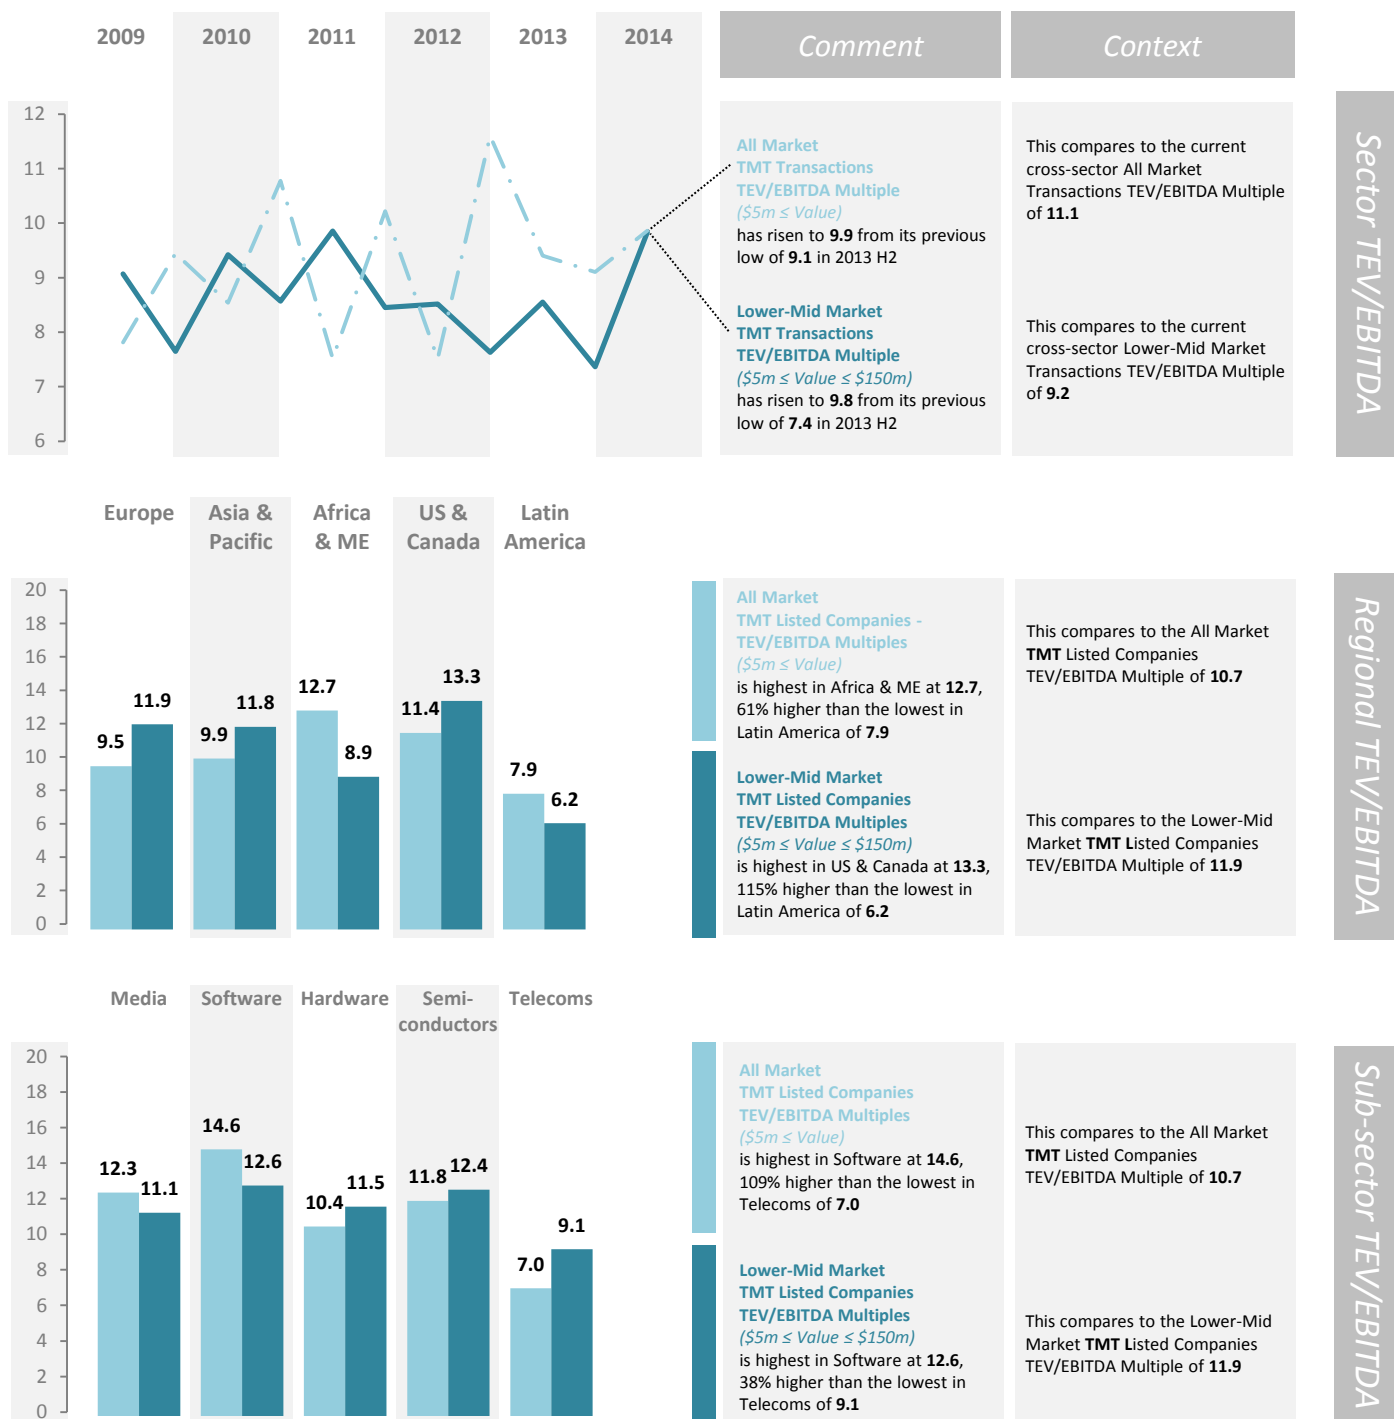 2009 2010 2011 2012 2013 2014
Comment
Context
12
11
10
9
8
7
6
All Market
TMT Transactions
TEV/EBITDA Multiple
($5m ≤ Value)
has risen to 9.9 from its previous
low of 9.1 in 2013 H2
Lower-Mid Market
TMT Transactions
TEV/EBITDA Multiple
($5m ≤ Value ≤ $150m)
has risen to 9.8 from its previous
low of 7.4 in 2013 H2
This compares to the current
cross-sector All Market
Transactions TEV/EBITDA Multiple
of 11.1
This compares to the current
cross-sector Lower-Mid Market
Transactions TEV/EBITDA Multiple
of 9.2
Sector TEV/EBITDA
Europe
Asia &
Pacific
Africa
& ME
US &
Canada
Latin
America
20
18
16
14
12
10
8
6
4
2
0
9.5
11.9
9.9
11.8
12.7
8.9
11.4
13.3
7.9
6.2
All Market
TMT Listed Companies -
TEV/EBITDA Multiples
($5m ≤ Value)
is highest in Africa & ME at 12.7,
61% higher than the lowest in
Latin America of 7.9
Lower-Mid Market
TMT Listed Companies
TEV/EBITDA Multiples
($5m ≤ Value ≤ $150m)
is highest in US & Canada at 13.3,
115% higher than the lowest in
Latin America of 6.2
This compares to the All Market
TMT Listed Companies
TEV/EBITDA Multiple of 10.7
This compares to the Lower-Mid
Market TMT Listed Companies
TEV/EBITDA Multiple of 11.9
Regional TEV/EBITDA
Media
Software
Hardware
Semi-
conductors
Telecoms
20
18
16
14
12
10
8
6
4
2
0
12.3
11.1
14.6
12.6
10.4
11.5
11.8
12.4
7.0
9.1
All Market
TMT Listed Companies
TEV/EBITDA Multiples
($5m ≤ Value)
is highest in Software at 14.6,
109% higher than the lowest in
Telecoms of 7.0
Lower-Mid Market
TMT Listed Companies
TEV/EBITDA Multiples
($5m ≤ Value ≤ $150m)
is highest in Software at 12.6,
38% higher than the lowest in
Telecoms of 9.1
This compares to the All Market
TMT Listed Companies
TEV/EBITDA Multiple of 10.7
This compares to the Lower-Mid
Market TMT Listed Companies
TEV/EBITDA Multiple of 11.9
Sub-sector TEV/EBITDA